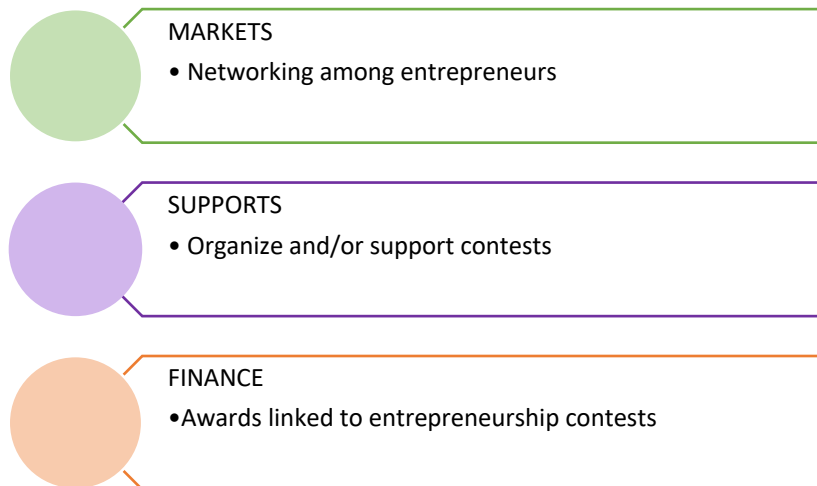 MARKETS
• Networking among entrepreneurs
SUPPORTS
• Organize and/or support contests
FINANCE
•Awards linked to entrepreneurship contests